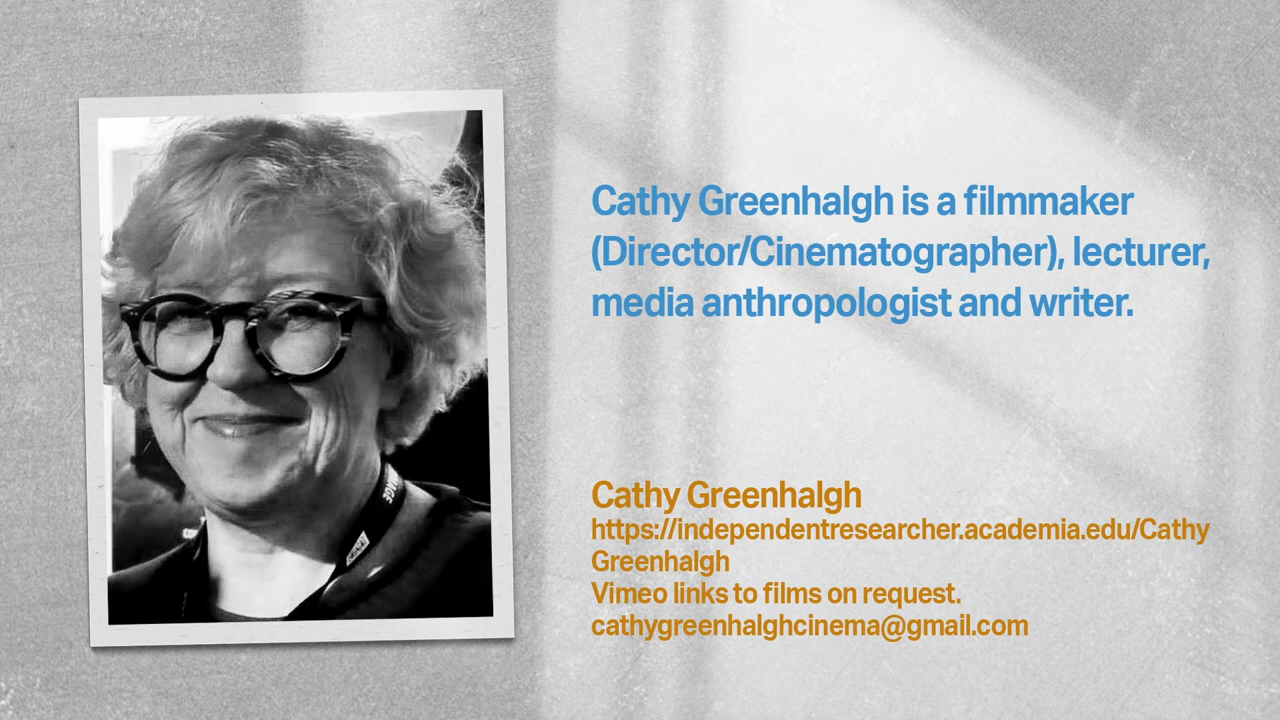 Cathy Greenhalgh is a filmmaker
(Director/Cinematographer), lecturer,
media anthropologist and writer.
Cathy Greenhalgh
https://independentresearcher.academia.edu/Cathy
Greenhalgh
Vimeo links to films on request.
cathygreenhalghcinema@gmail.com